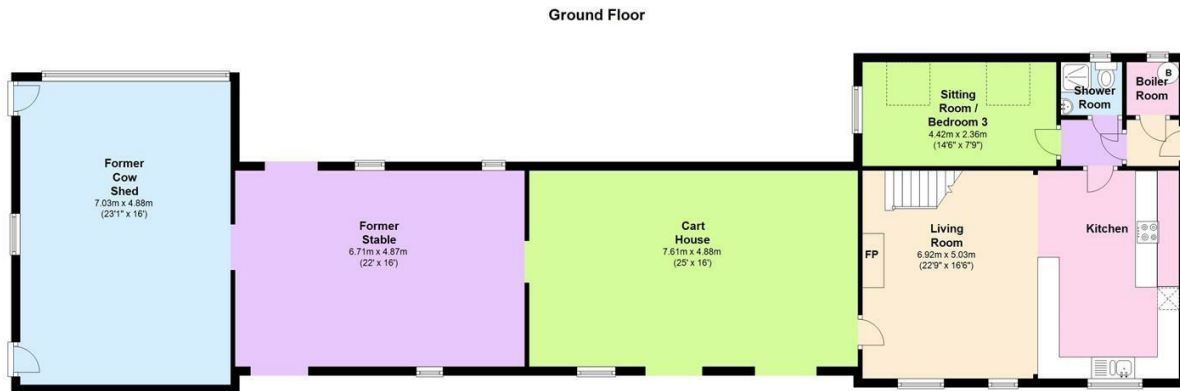 Ground Floor
Former
Cow
Shed
7.03m x 4.88m
(23'1" x 16')
Former
Stable
6.71m x 4.87m
(22' x 16')
Cart
House
7.61m x 4.88m
(25' x 16')
Sitting
Room /
Bedroom 3
4.42m x 2.36m
(14'6" x 7'9")
Shower
Room
B
Boiler
Room
FP
Living
Room
6.92m x 5.03m
(22'9" x 16'6")
Kitchen